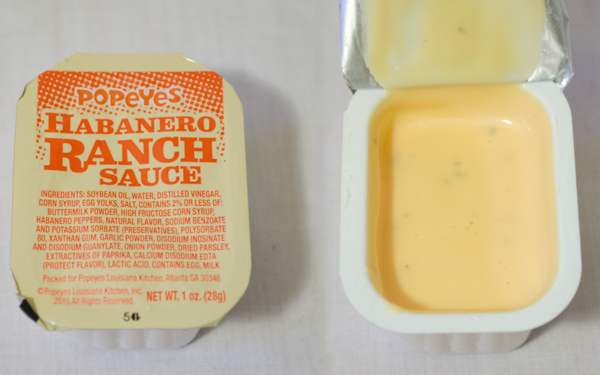 POPEYES
HABANERO
RANCH
SAUCE
INGREDIENTS: SOYBEAN OIL, WATER, DISTILLED VINEGAR,
CORN SYRUP, EGG YOLKS, SALT, CONTAINS 2% OR LESS OF:
BUTTERMILK POWDER, HIGH FRUCTOSE CORN SYRUP,
HABANERO PEPPERS, NATURAL FLAVOR, SODIUM BENZOATE
AND POTASSIUM SORBATE (PRESERVATIVES), POLYSORBATE
80, XANTHAN GUM, GARLIC POWDER, DISODIUM INOSINATE
AND DISODIUM GUANYLATE, ONION POWDER, DRIED PARSLEY,
EXTRACTIVES OF PAPRIKA, CALCIUM DISODIUM EDTA
(PROTECT FLAVOR), LACTIC ACID. CONTAINS EGG, MILK
Packed for Popeyes Louisiana Kitchen, Atlanta GA 30346
©Popeyes Louisiana Kitchen, Inc.
2015 All Rights Reserved. NET WT. 1 oz. (28g)
56